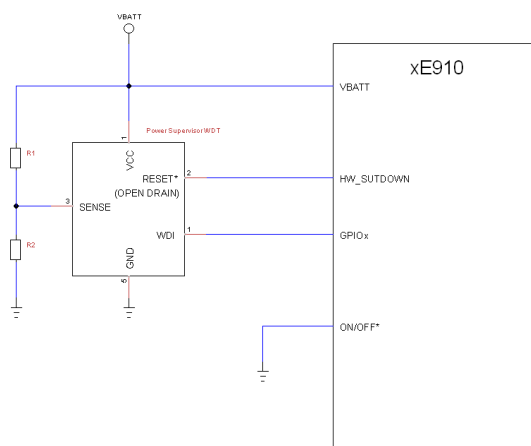 VBATT
xE910
VBATT
Power Supervisor WDT
1
VCC
R1
RESET*
2
HW_SUTDOWN
(OPEN DRAIN)
3
SENSE
WDI
1
GPIOx
R2
GND
5
ON/OFF*